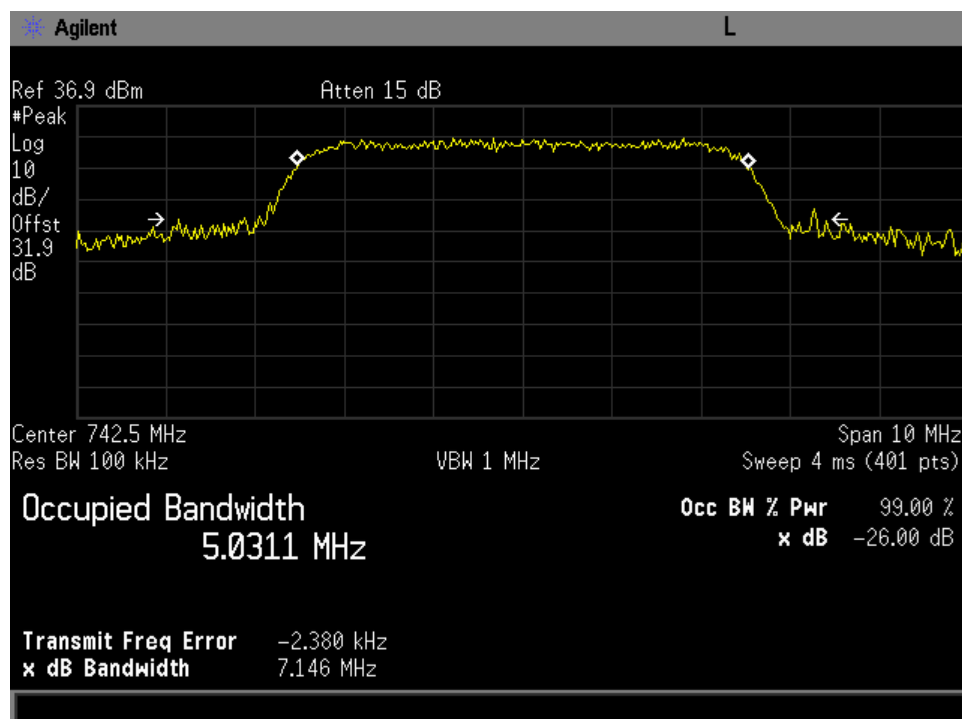 Agilent L
Ref 36.9 dBm Atten 15 dB
#Peak
Log
10
dB/
Offst
31.9
dB
Center 742.5 MHz Span 10 MHz
Res BW 100 kHz VBW 1 MHz Sweep 4 ms (401 pts)
Occupied Bandwidth Occ BW % Pwr 99.00 %
5.0311 MHz x dB -26.00 dB
Transmit Freq Error -2.380 kHz
x dB Bandwidth 7.146 MHz